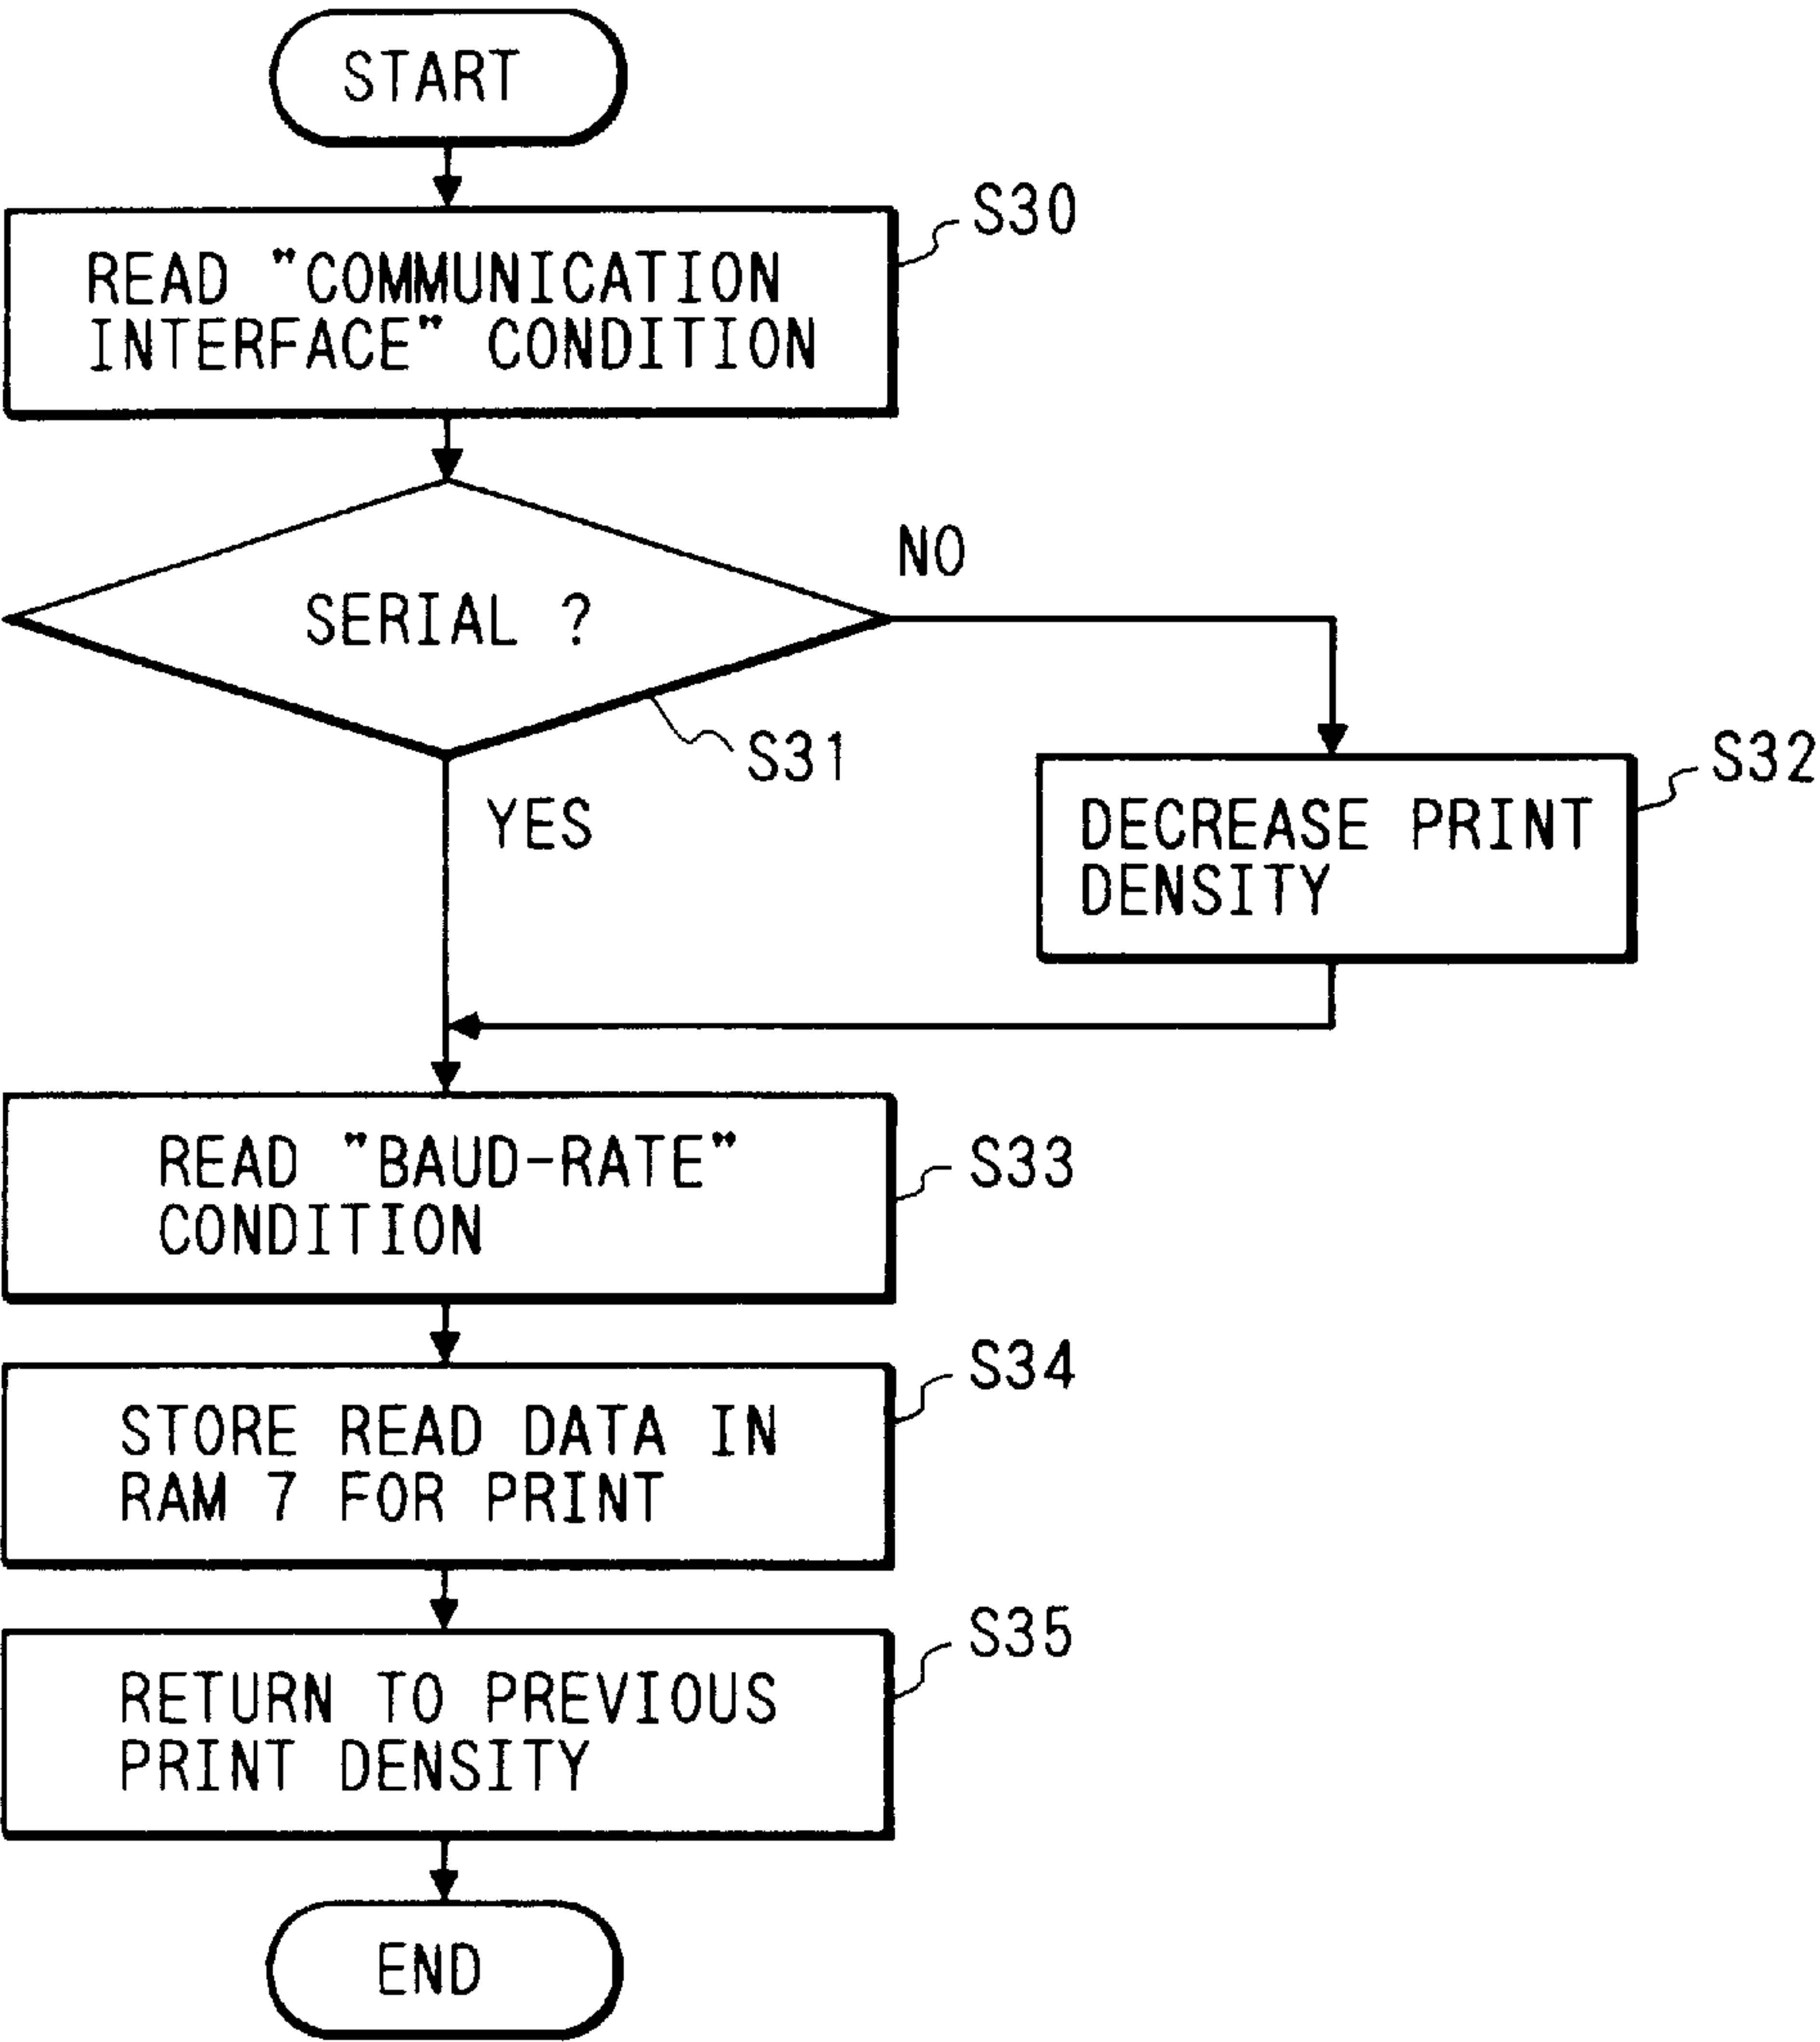 START
S30
READ "COMMUNICATION
INTERFACE" CONDITION
NO
SERIAL ?
S31
S32
YES
DECREASE PRINT
DENSITY
READ "BAUD-RATE"
CONDITION
S33
S34
STORE READ DATA IN
RAM 7 FOR PRINT
S35
RETURN TO PREVIOUS
PRINT DENSITY
END